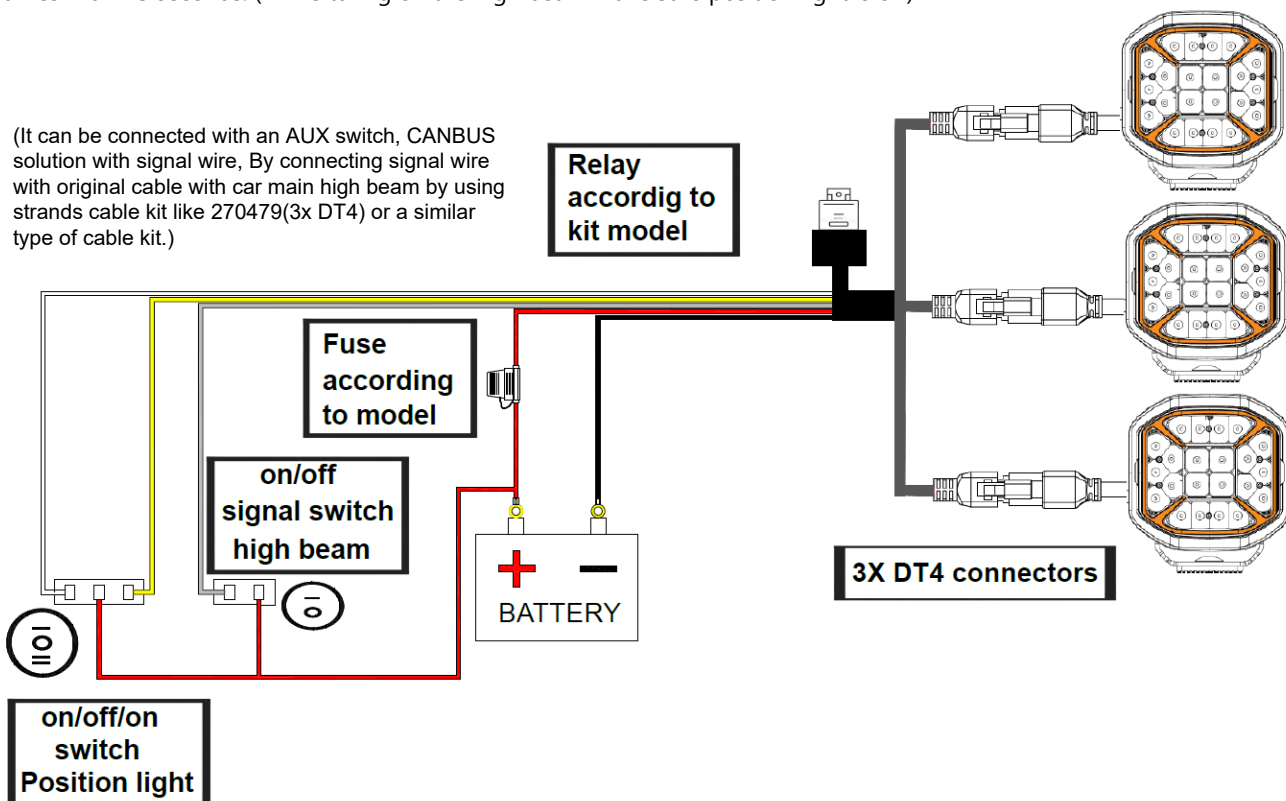 (It can be connected with an AUX switch, CANBUS
solution with signal wire, By connecting signal wire
with original cable with car main high beam by using
strands cable kit like 270479(3x DT4) or a similar
type of cable kit.)
Relay
accordig to
kit model
Fuse
according
to model
on/off
signal switch
high beam
BATTERY
3X DT4 connectors
on/off/on
switch
Position light